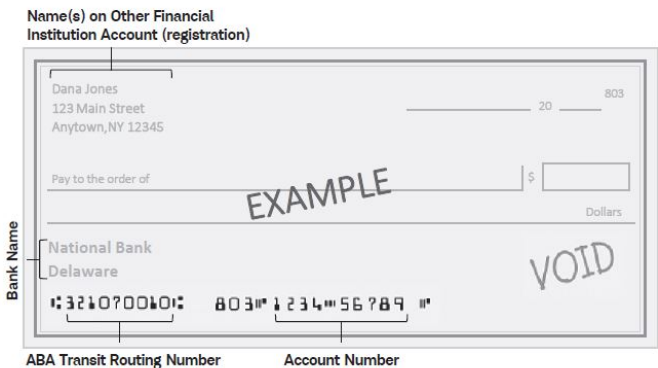 Name(s) on Other Financial
Institution Account (registration)
Dana Jones
123 Main Street
Anytown,NY 12345
803
20
Pay to the order of
$
EXAMPLE
Dollars
Bank Name
National Bank
Delaware
VOID
⑆321070010⑆ 803⑈1234⑉56789 ⑈
ABA Transit Routing Number
Account Number